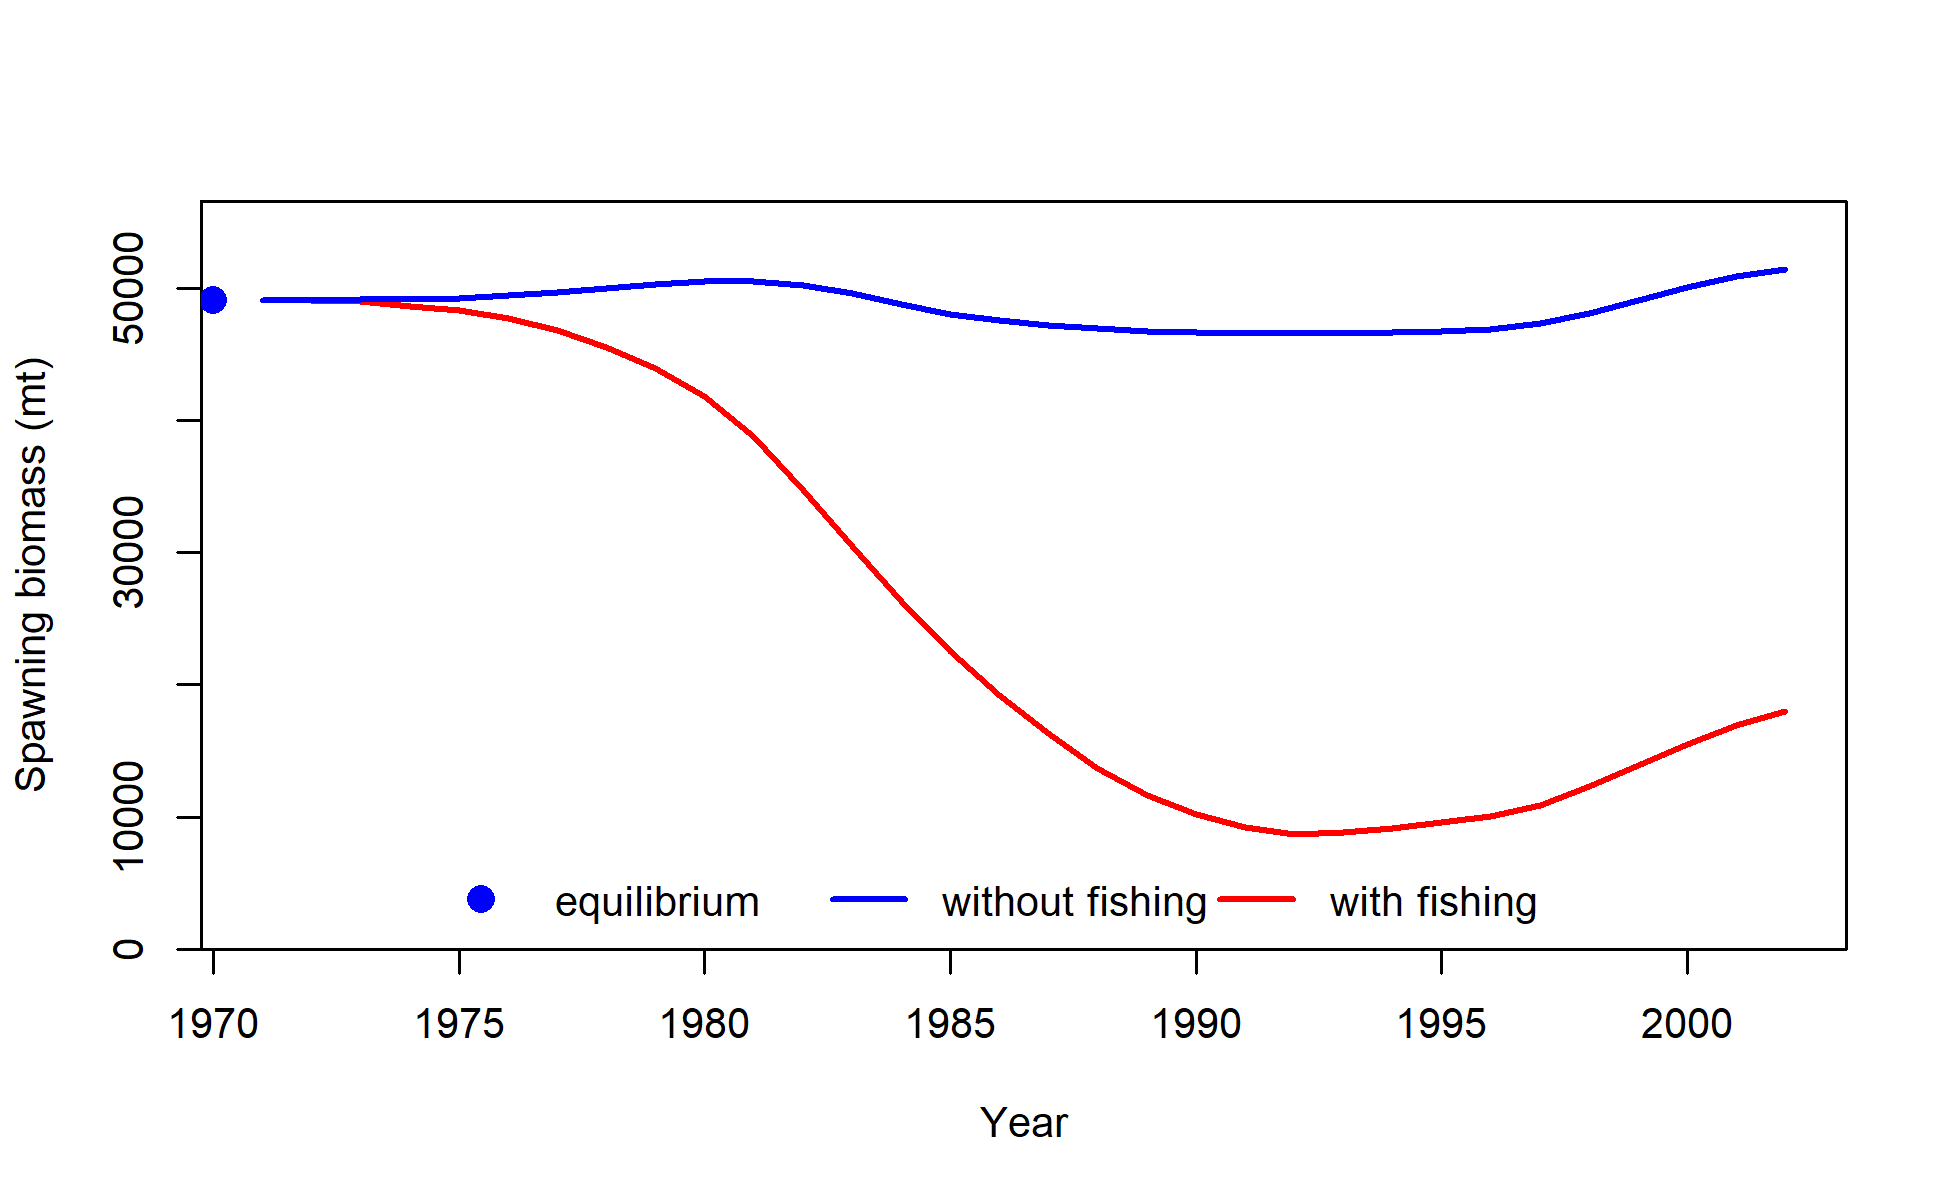 Spawning biomass (mt)
50000
30000
10000
0
equilibrium without fishing with fishing
1970 1975 1980 1985 1990 1995 2000
Year